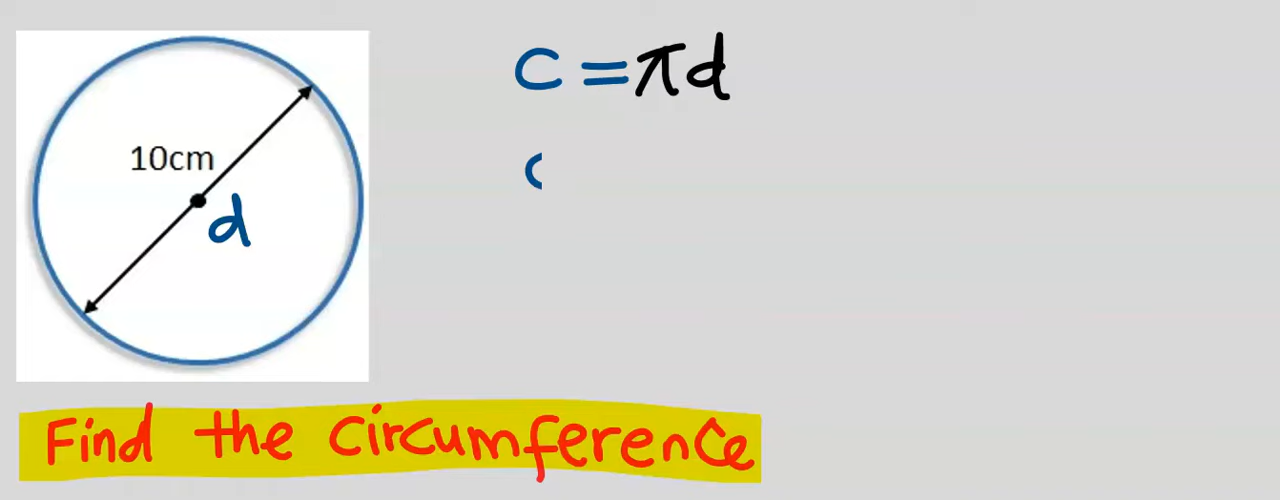 10cm
d
C = πd
C
Find the Circumference